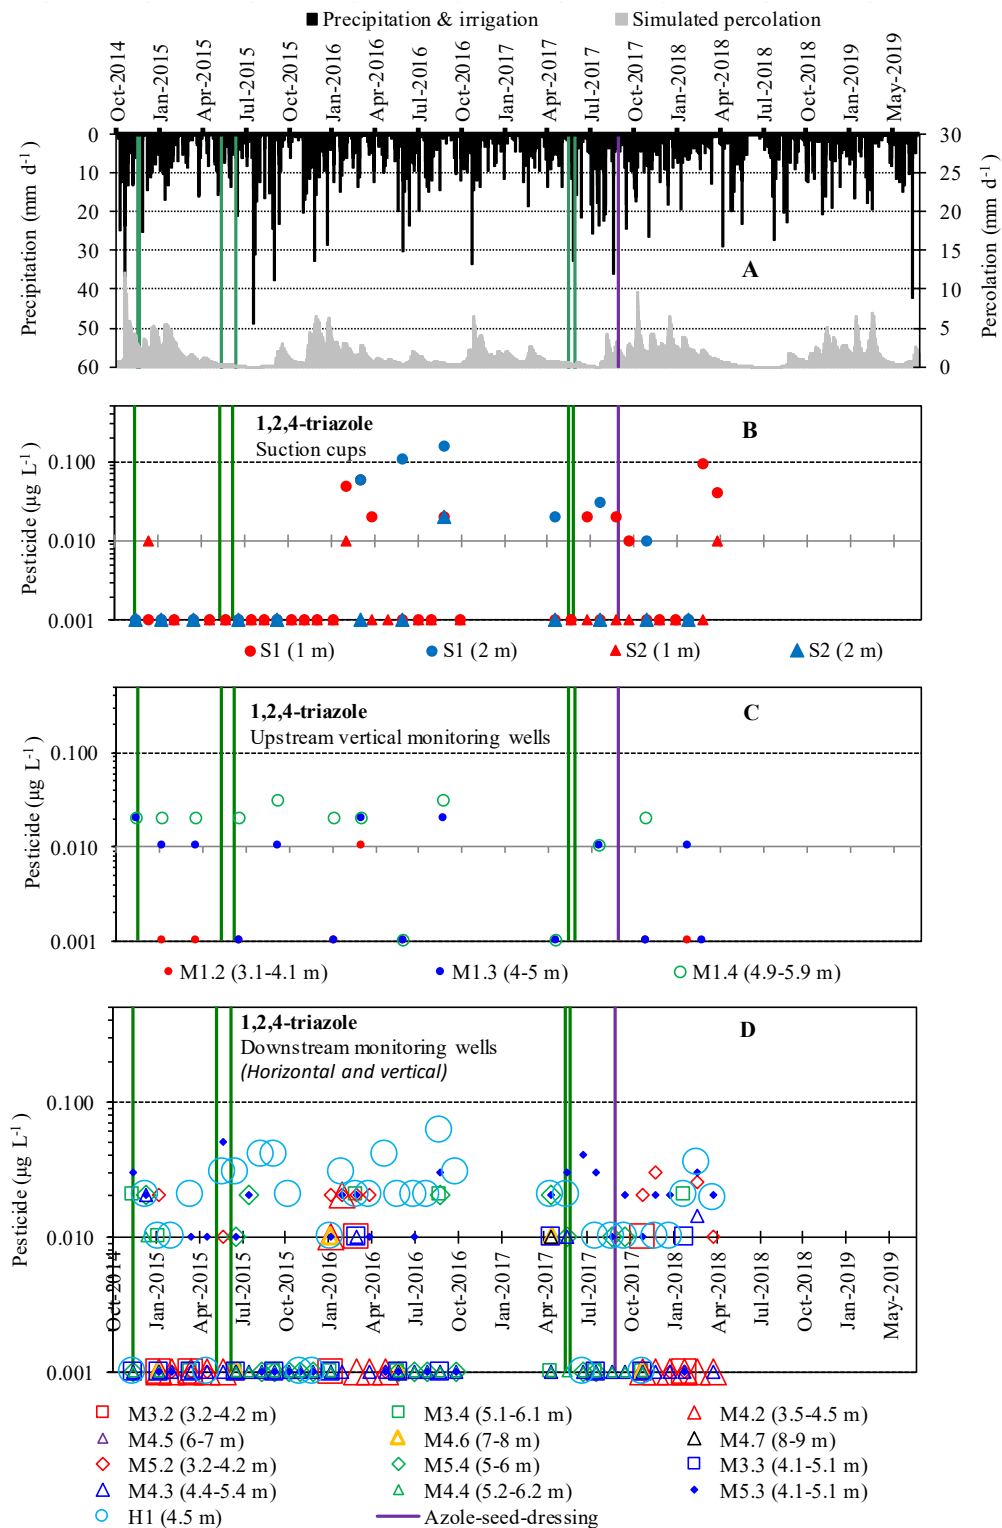 Precipitation & irrigation
Simulated percolation
Oct-2014
Jan-2015
Apr-2015
Jul-2015
Oct-2015
Jan-2016
Apr-2016
Jul-2016
Oct-2016
Jan-2017
Apr-2017
Jul-2017
Oct-2017
Jan-2018
Apr-2018
Jul-2018
Oct-2018
Jan-2019
May-2019
Precipitation (mm d⁻¹)
0
10
20
30
40
50
60
A
30
25
20
15
10
5
0
Percolation (mm d⁻¹)
1,2,4-triazole
Suction cups
B
Pesticide (µg L⁻¹)
0.100
0.010
0.001
S1 (1 m)
S1 (2 m)
S2 (1 m)
S2 (2 m)
1,2,4-triazole
Upstream vertical monitoring wells
C
Pesticide (µg L⁻¹)
0.100
0.010
0.001
M1.2 (3.1-4.1 m)
M1.3 (4-5 m)
M1.4 (4.9-5.9 m)
1,2,4-triazole
Downstream monitoring wells
(Horizontal and vertical)
D
Pesticide (µg L⁻¹)
0.100
0.010
0.001
Oct-2014
Jan-2015
Apr-2015
Jul-2015
Oct-2015
Jan-2016
Apr-2016
Jul-2016
Oct-2016
Jan-2017
Apr-2017
Jul-2017
Oct-2017
Jan-2018
Apr-2018
Jul-2018
Oct-2018
Jan-2019
May-2019
M3.2 (3.2-4.2 m)
M3.4 (5.1-6.1 m)
M4.2 (3.5-4.5 m)
M4.5 (6-7 m)
M4.6 (7-8 m)
M4.7 (8-9 m)
M5.2 (3.2-4.2 m)
M5.4 (5-6 m)
M3.3 (4.1-5.1 m)
M4.3 (4.4-5.4 m)
M4.4 (5.2-6.2 m)
M5.3 (4.1-5.1 m)
H1 (4.5 m)
Azole-seed-dressing